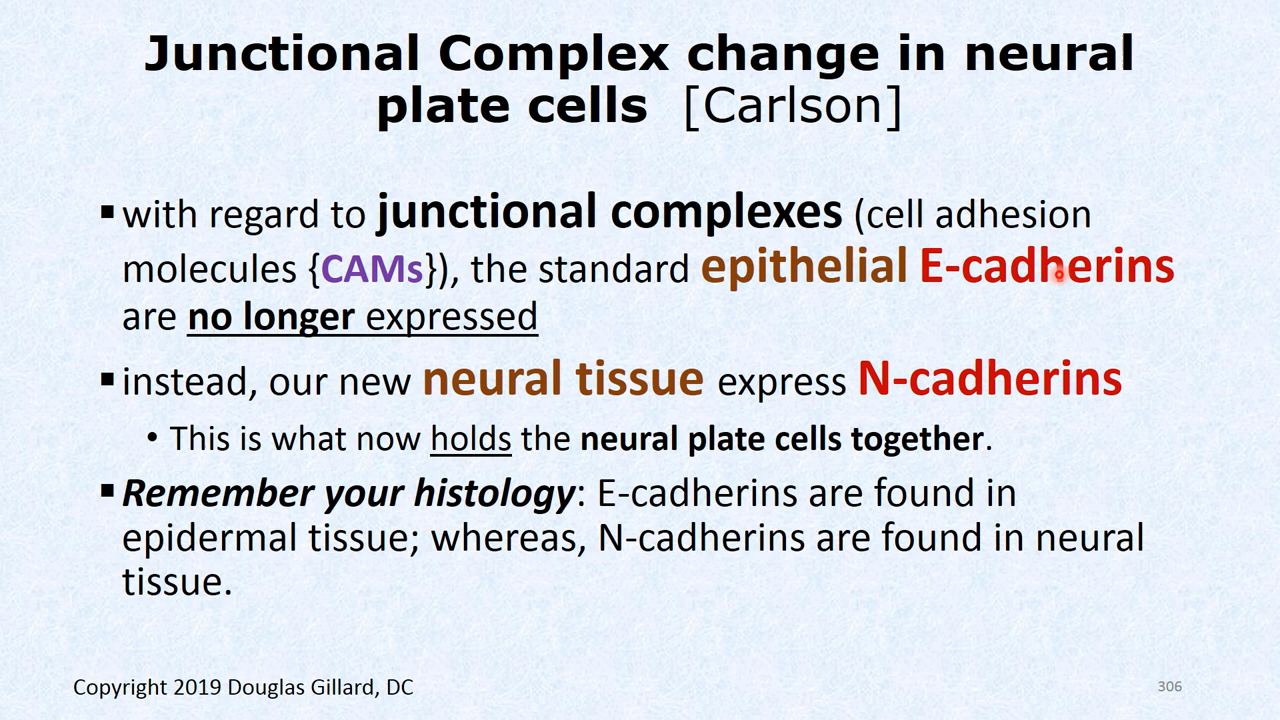 Junctional Complex change in neural
plate cells [Carlson]
▪ with regard to junctional complexes (cell adhesion
molecules {CAMs}), the standard epithelial E-cadherins
are no longer expressed
▪ instead, our new neural tissue express N-cadherins
• This is what now holds the neural plate cells together.
▪ Remember your histology: E-cadherins are found in
epidermal tissue; whereas, N-cadherins are found in neural
tissue.
Copyright 2019 Douglas Gillard, DC
306